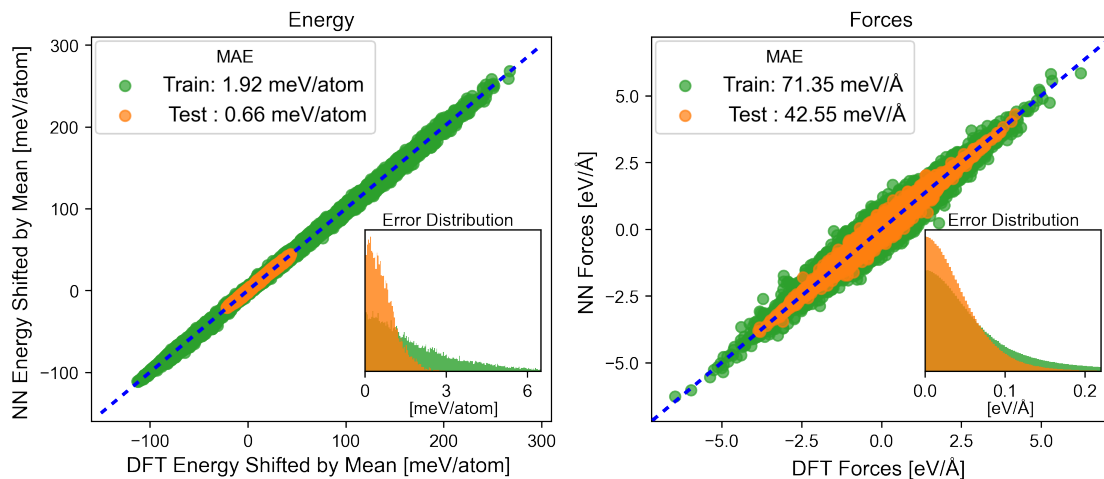 Energy
NN Energy Shifted by Mean [meV/atom]
300
200
100
0
−100
MAE
Train: 1.92 meV/atom
Test : 0.66 meV/atom
Error Distribution
0
3
6
[meV/atom]
−100
0
100
200
300
DFT Energy Shifted by Mean [meV/atom]
Forces
NN Forces [eV/Å]
5.0
2.5
0.0
−2.5
−5.0
MAE
Train: 71.35 meV/Å
Test : 42.55 meV/Å
Error Distribution
0.0
0.1
0.2
[eV/Å]
−5.0
−2.5
0.0
2.5
5.0
DFT Forces [eV/Å]